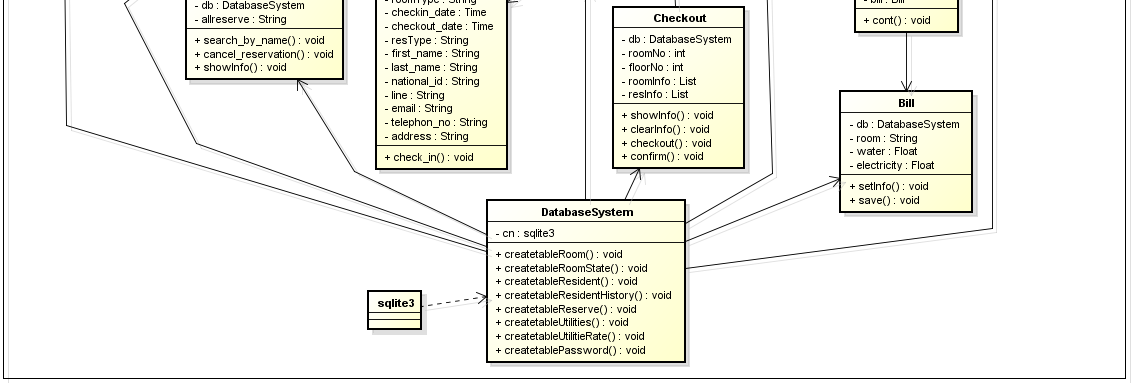 - db : DatabaseSystem
- allreserve : String
+ search_by_name() : void
+ cancel_reservation() : void
+ showInfo() : void
- roomType : String
- checkin_date : Time
- checkout_date : Time
- resType : String
- first_name : String
- last_name : String
- national_id : String
- line : String
- email : String
- telephon_no : String
- address : String
+ check_in() : void
Checkout
- db : DatabaseSystem
- roomNo : int
- floorNo : int
- roomInfo : List
- resInfo : List
+ showInfo() : void
+ clearInfo() : void
+ checkout() : void
+ confirm() : void
- bill : Bill
+ cont() : void
Bill
- db : DatabaseSystem
- room : String
- water : Float
- electricity : Float
+ setInfo() : void
+ save() : void
DatabaseSystem
- cn : sqlite3
+ createtableRoom() : void
+ createtableRoomState() : void
+ createtableResident() : void
+ createtableResidentHistory() : void
+ createtableReserve() : void
+ createtableUtilities() : void
+ createtableUtilitieRate() : void
+ createtablePassword() : void
sqlite3